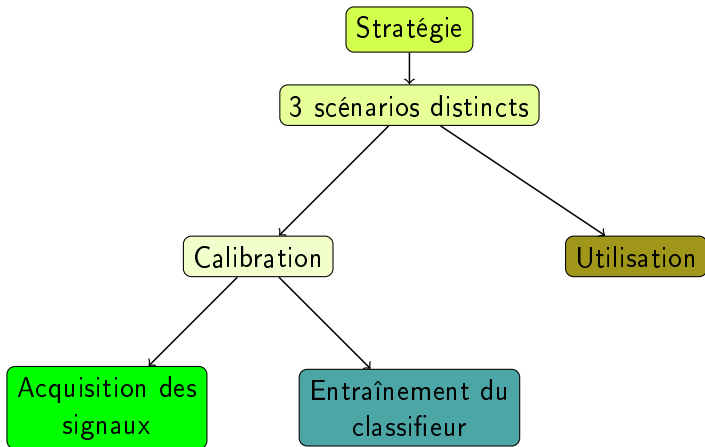 Stratégie
3 scénarios distincts
Calibration
Utilisation
Acquisition des
signaux
Entraînement du
classifieur